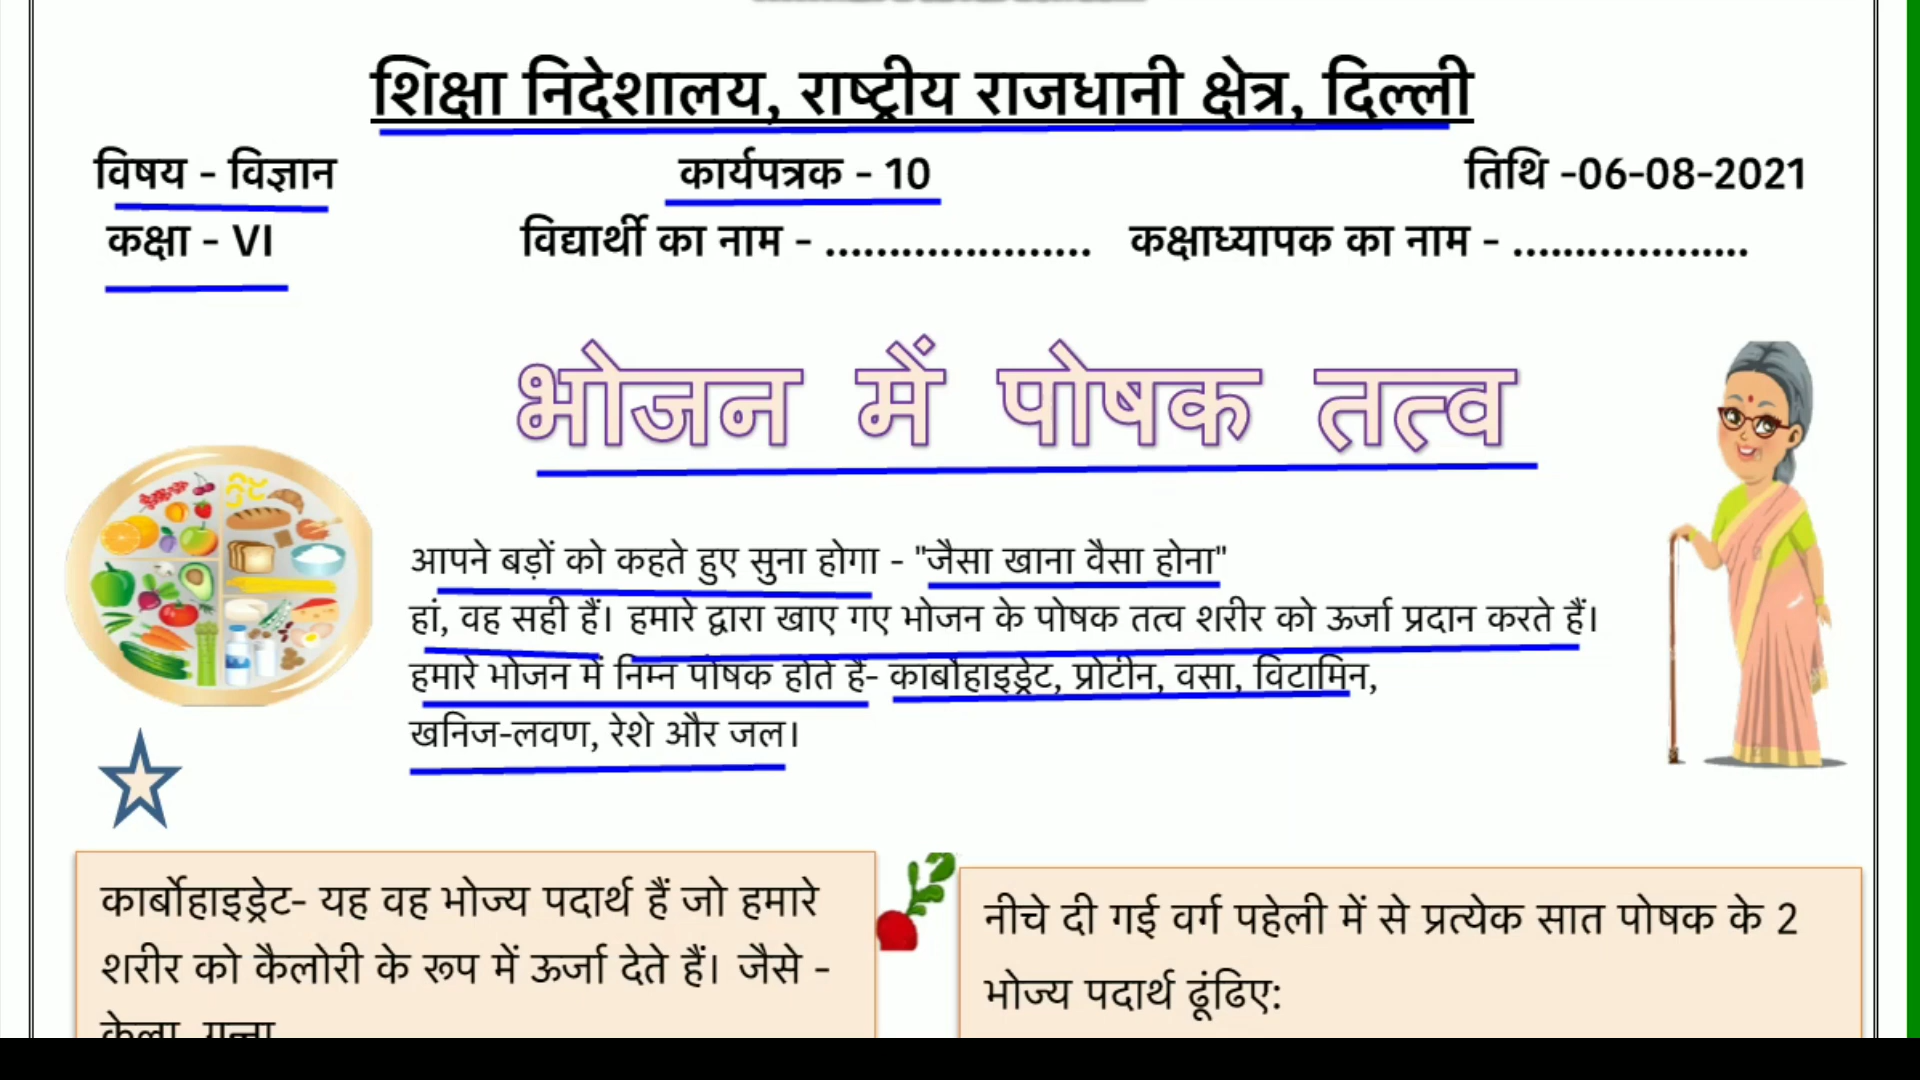 शिक्षा निदेशालय, राष्ट्रीय राजधानी क्षेत्र, दिल्ली
विषय - विज्ञान कार्यपत्रक - 10 तिथि -06-08-2021
कक्षा - VI विद्यार्थी का नाम - ..................... कक्षाध्यापक का नाम - ...................
भोजन में पोषक तत्व
आपने बड़ों को कहते हुए सुना होगा - "जैसा खाना वैसा होना"
हां, वह सही हैं। हमारे द्वारा खाए गए भोजन के पोषक तत्व शरीर को ऊर्जा प्रदान करते हैं।
हमारे भोजन में निम्न पोषक होते हैं- कार्बोहाइड्रेट, प्रोटीन, वसा, विटामिन,
खनिज-लवण, रेशे और जल।
कार्बोहाइड्रेट- यह वह भोज्य पदार्थ हैं जो हमारे
शरीर को कैलोरी के रूप में ऊर्जा देते हैं। जैसे -
केला, गन्ना
नीचे दी गई वर्ग पहेली में से प्रत्येक सात पोषक के 2
भोज्य पदार्थ ढूंढिए: